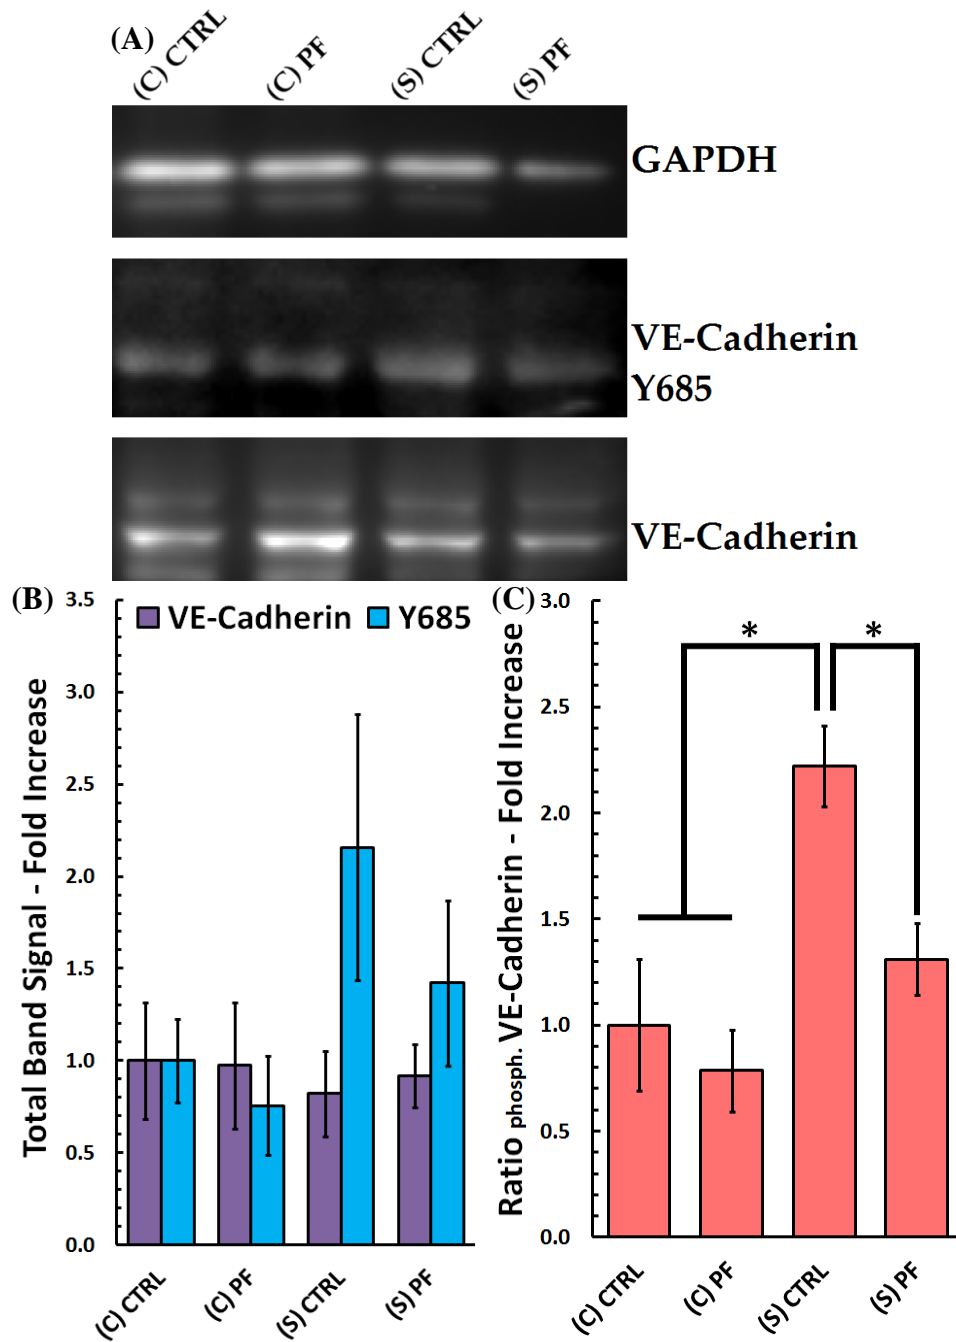 (A)
(C) CTRL
(C) PF
(S) CTRL
(S) PF
GAPDH
VE-Cadherin
Y685
VE-Cadherin
(B)
Total Band Signal - Fold Increase
3.5
3.0
2.5
2.0
1.5
1.0
0.5
0.0
VE-Cadherin
Y685
(C) CTRL
(C) PF
(S) CTRL
(S) PF
(C)
Ratio phosph. VE-Cadherin - Fold Increase
3.0
2.5
2.0
1.5
1.0
0.5
0.0
*
*
(C) CTRL
(C) PF
(S) CTRL
(S) PF